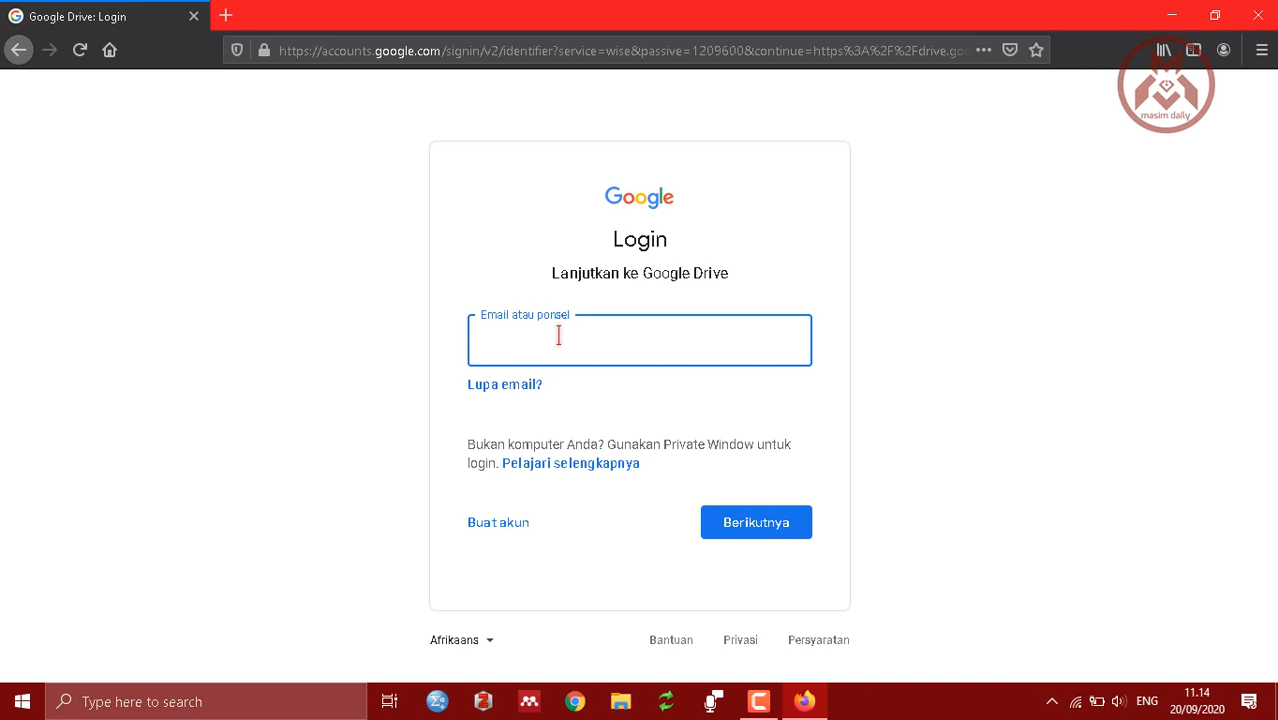 Google Drive: Login
https://accounts.google.com/signin/v2/identifier?service=wise&passive=1209600&continue=https%3A%2F%2Fdrive.go
masim daily
Google
Login
Lanjutkan ke Google Drive
Email atau ponsel
Lupa email?
Bukan komputer Anda? Gunakan Private Window untuk
login. Pelajari selengkapnya
Buat akun
Berikutnya
Afrikaans
Bantuan
Privasi
Persyaratan
Type here to search
ENG
11.14
20/09/2020